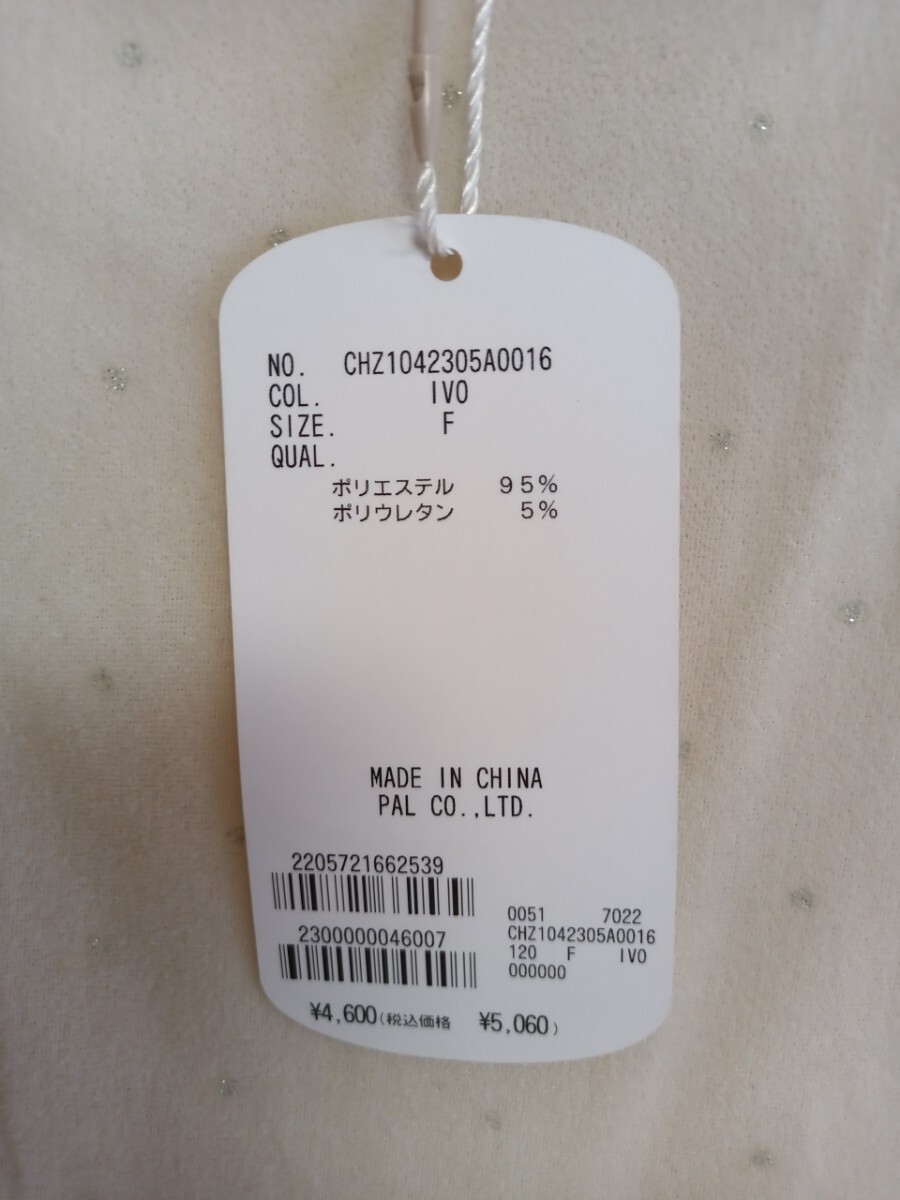 NO. CHZ1042305A0016
COL. IVO
SIZE. F
QUAL.
ポリエステル 95%
ポリウレタン 5%
MADE IN CHINA
PAL CO.,LTD.
2205721662539
2300000046007
0051 7022
CHZ1042305A0016
120 F IVO
000000
¥4,600(税込価格 ¥5,060)